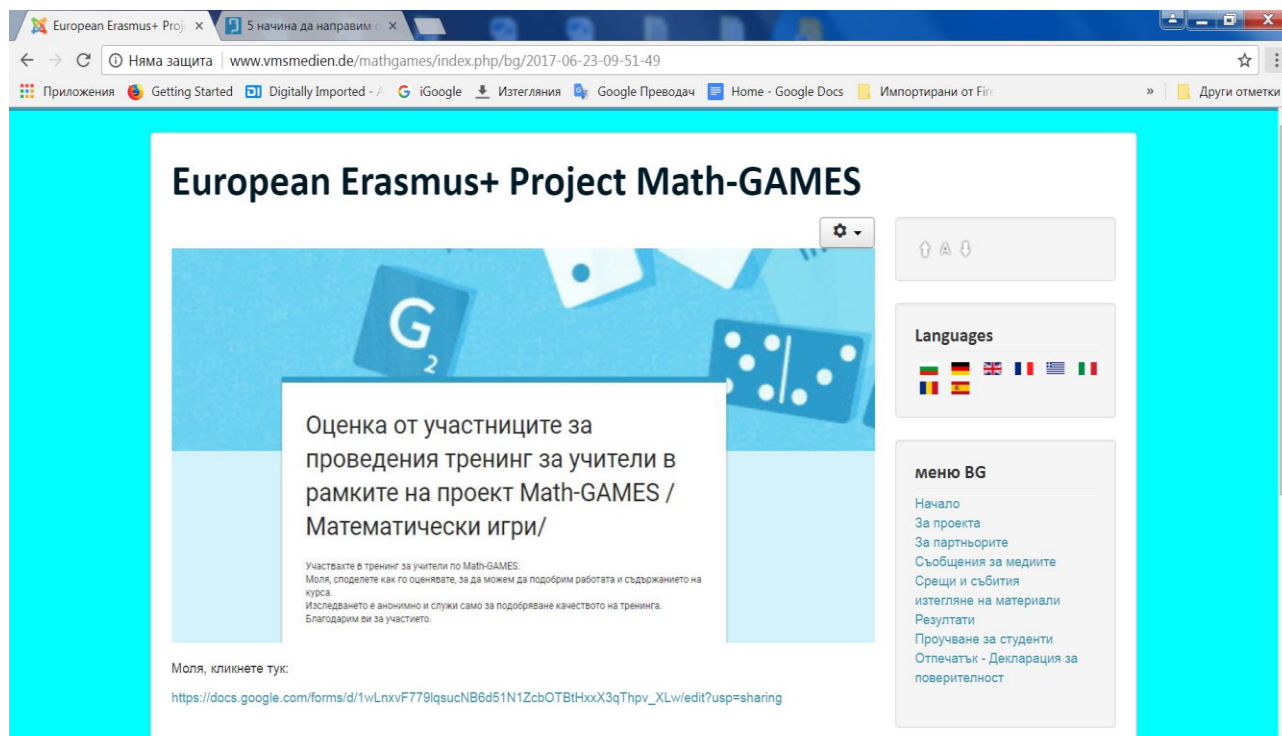 European Erasmus+ Proj
5 начина да направим с
Няма защита | www.vmsmedien.de/mathgames/index.php/bg/2017-06-23-09-51-49
Приложения Getting Started Digitally Imported - iGoogle Изтегляния Google Преводач Home - Google Docs Импортирани от Fire » Други отметки
European Erasmus+ Project Math-GAMES
A
G
2
Оценка от участниците за
проведения тренинг за учители в
рамките на проект Math-GAMES /
Математически игри/
Участвахте в тренинг за учители по Math-GAMES.
Моля, споделете как го оценявате, за да можем да подобрим работата и съдържанието на
курса.
Изследването е анонимно и служи само за подобряване качеството на тренинга.
Благодарим ви за участието.
Моля, кликнете тук:
https://docs.google.com/forms/d/1wLnxvF779lqsucNB6d51N1ZcbOTBtHxxX3qThpv_XLw/edit?usp=sharing
Languages
меню BG
Начало
За проекта
За партньорите
Съобщения за медиите
Срещи и събития
изтегляне на материали
Резултати
Проучване за студенти
Отпечатък - Декларация за
поверителност